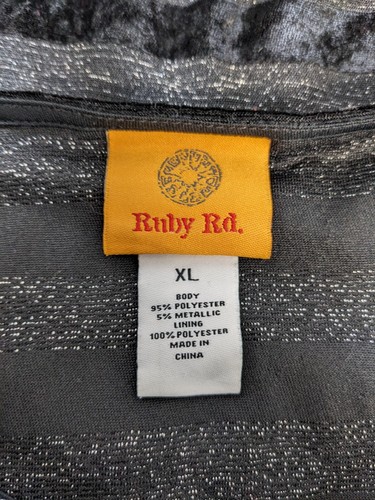 Ruby Rd.
XL
BODY
95% POLYESTER
5% METALLIC
LINING
100% POLYESTER
MADE IN
CHINA